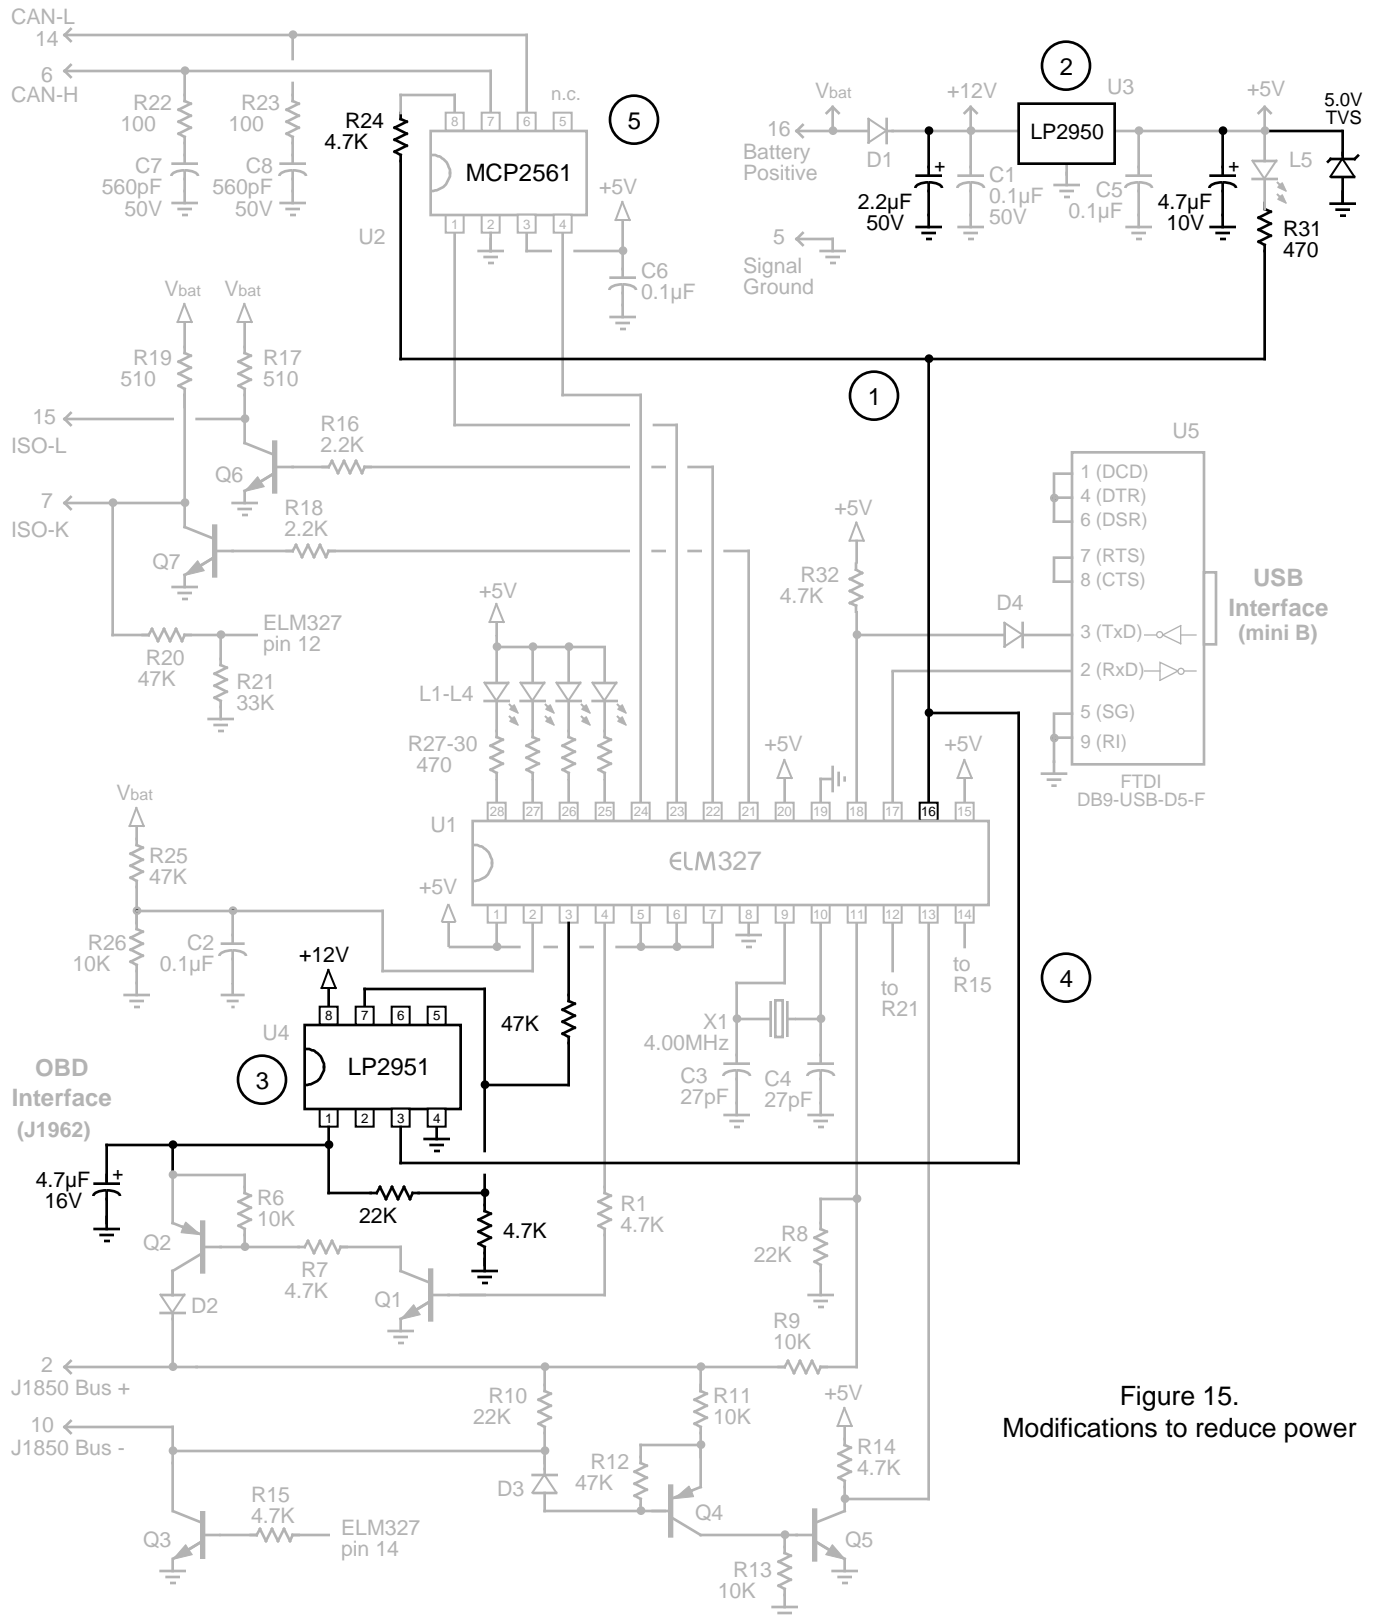 CAN-L
14
6
CAN-H
R22
100
R23
100
C7
560pF
50V
C8
560pF
50V
R24
4.7K
n.c.
8 7 6 5
MCP2561
1 2 3 4
U2
5
+5V
C6
0.1µF
2
Vbat
+12V
U3
+5V
5.0V
TVS
16
Battery
Positive
D1
LP2950
L5
2.2µF
50V
+
C1
0.1µF
50V
C5
0.1µF
4.7µF
10V
+
R31
470
5
Signal
Ground
Vbat
Vbat
R19
510
R17
510
1
15
ISO-L
R16
2.2K
Q6
7
ISO-K
R18
2.2K
Q7
ELM327
pin 12
R20
47K
R21
33K
+5V
R32
4.7K
D4
U5
1 (DCD)
4 (DTR)
6 (DSR)
7 (RTS)
8 (CTS)
3 (TxD)
2 (RxD)
5 (SG)
9 (RI)
FTDI
DB9-USB-D5-F
USB
Interface
(mini B)
+5V
L1-L4
R27-30
470
+5V
+5V
28 27 26 25 24 23 22 21 20 19 18 17 16 15
U1
ELM327
+5V
1 2 3 4 5 6 7 8 9 10 11 12 13 14
Vbat
R25
47K
R26
10K
C2
0.1µF
+12V
8 7 6 5
U4
LP2951
1 2 3 4
3
47K
X1
4.00MHz
C3
27pF
C4
27pF
to
R21
to
R15
4
OBD
Interface
(J1962)
4.7µF
16V
+
R6
10K
22K
4.7K
R1
4.7K
Q2
R7
4.7K
Q1
D2
R8
22K
R9
10K
2
J1850 Bus +
10
J1850 Bus -
R10
22K
R11
10K
+5V
R14
4.7K
R12
47K
D3
Q4
Q5
R15
4.7K
Q3
ELM327
pin 14
R13
10K
Figure 15.
Modifications to reduce power